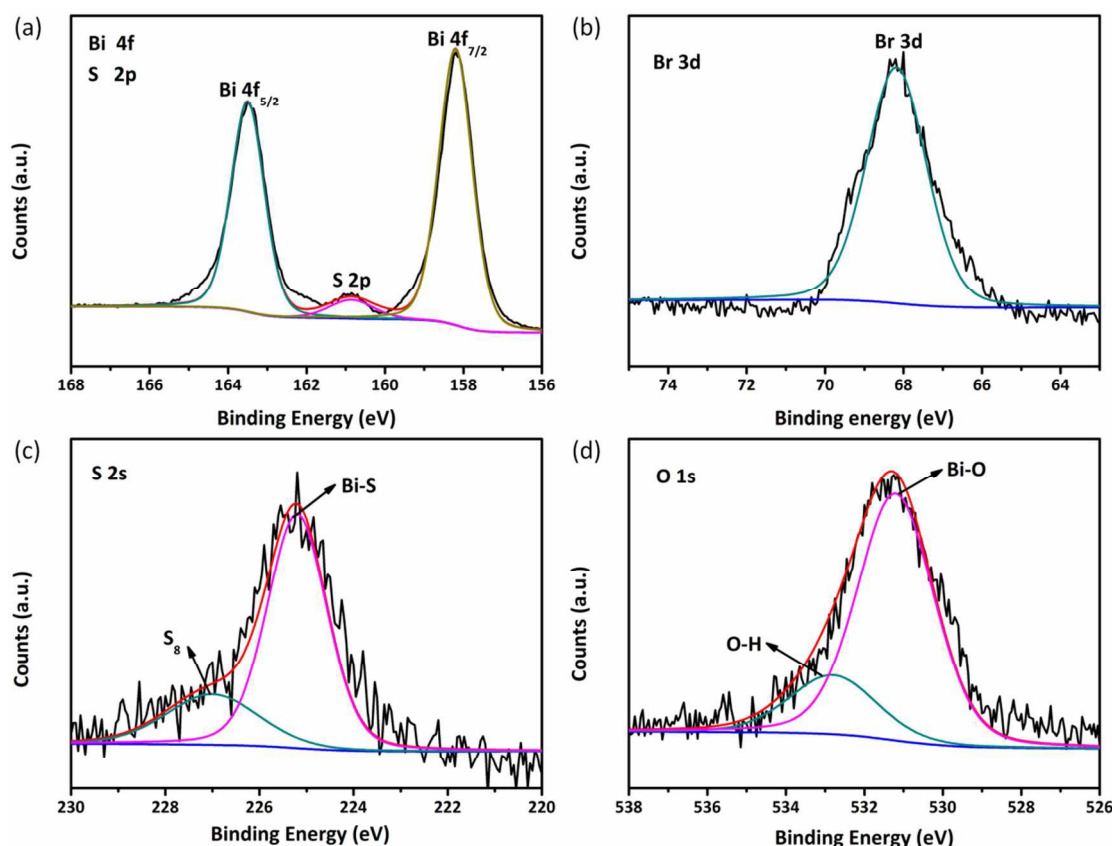 (a)
Bi 4f
S 2p
Bi 4f5/2
Bi 4f7/2
S 2p
Counts (a.u.)
168 166 164 162 160 158 156
Binding Energy (eV)
(b)
Br 3d
Br 3d
Counts (a.u.)
74 72 70 68 66 64
Binding energy (eV)
(c)
S 2s
Bi-S
S8
Counts (a.u.)
230 228 226 224 222 220
Binding Energy (eV)
(d)
O 1s
Bi-O
O-H
Counts (a.u.)
538 536 534 532 530 528 526
Binding Energy (eV)